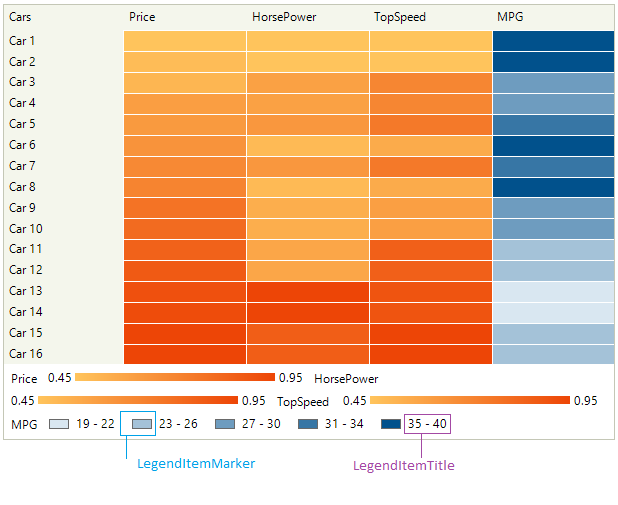 Cars Price HorsePower TopSpeed MPG
Car 1
Car 2
Car 3
Car 4
Car 5
Car 6
Car 7
Car 8
Car 9
Car 10
Car 11
Car 12
Car 13
Car 14
Car 15
Car 16
Price 0.45 0.95 HorsePower
0.45 0.95 TopSpeed 0.45 0.95
MPG 19 - 22 23 - 26 27 - 30 31 - 34 35 - 40
LegendItemMarker LegendItemTitle